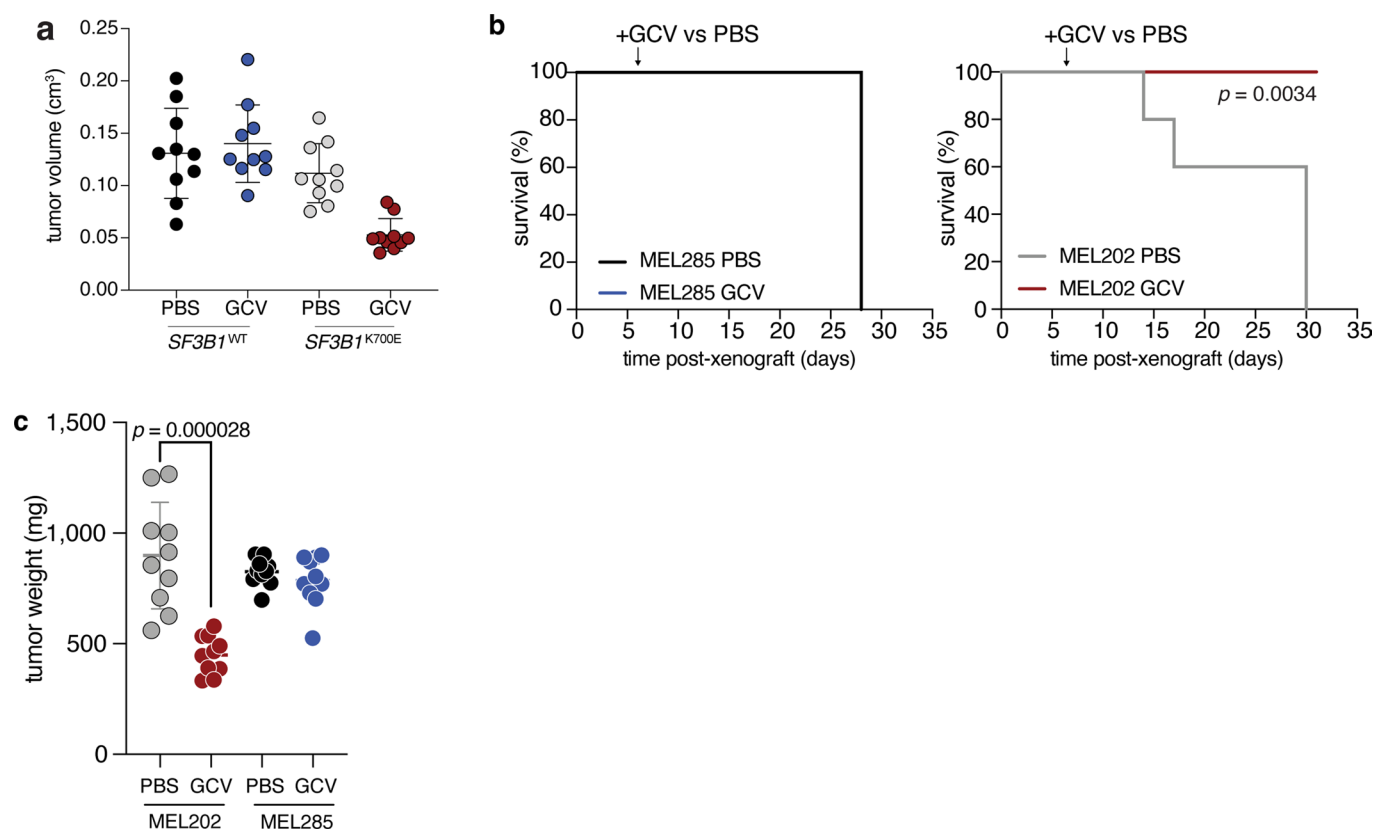 a
tumor volume (cm³)
0.25
0.20
0.15
0.10
0.05
0.00
PBS GCV PBS GCV
SF3B1WT SF3B1K700E
b
+GCV vs PBS
survival (%)
100
80
60
40
20
0
MEL285 PBS
MEL285 GCV
0 5 10 15 20 25 30 35
time post-xenograft (days)
+GCV vs PBS
survival (%)
100
80
60
40
20
0
p = 0.0034
MEL202 PBS
MEL202 GCV
0 5 10 15 20 25 30 35
time post-xenograft (days)
c
tumor weight (mg)
1,500
1,000
500
0
p = 0.000028
PBS GCV PBS GCV
MEL202 MEL285